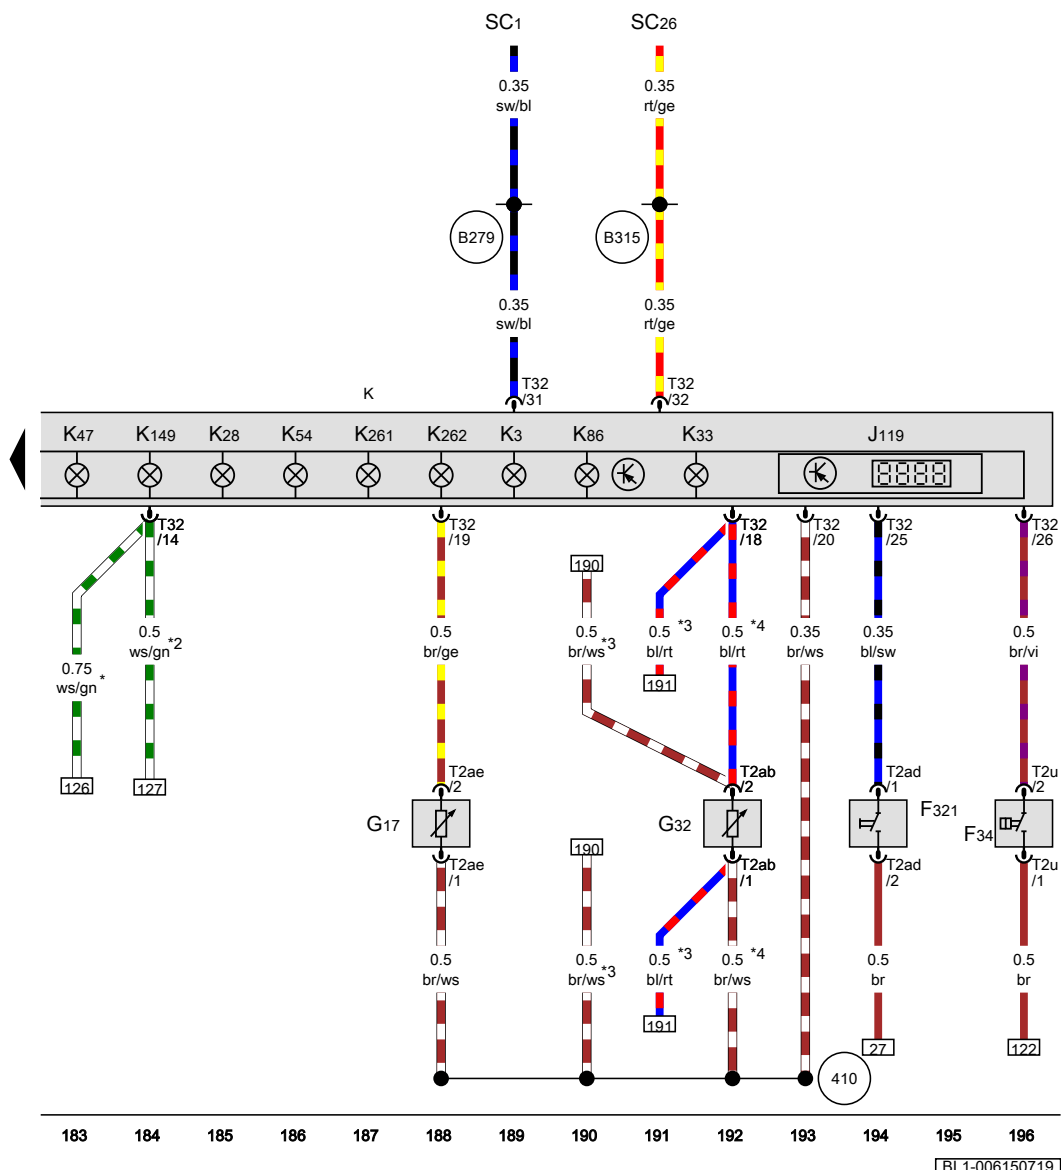 SC1 SC26
0.35 0.35
sw/bl rt/ge
B279 B315
0.35 0.35
sw/bl rt/ge
K T32 T32
/31 /32
K47 K149 K28 K54 K261 K262 K3 K86 K33 J119
8888
T32 T32 T32 T32 T32 T32
/14 /19 /18 /20 /25 /26
190
0.5 0.5 0.5 0.5 *3 0.5 *4 0.35 0.35 0.5
ws/gn*2 br/ge br/ws*3 bl/rt bl/rt br/ws bl/sw br/vi
0.75
ws/gn*
191
126 127
T2ae T2ab T2ad T2u
/2 /2 /1 /2
G17 G32 F321 F34
190
T2ae T2ab T2ad T2u
/1 /1 /2 /1
0.5 0.5 0.5 *3 0.5 *4 0.5 0.5
br/ws br/ws*3 bl/rt br/ws br br
191
27 122
410
183 184 185 186 187 188 189 190 191 192 193 194 195 196
BL1-006150719